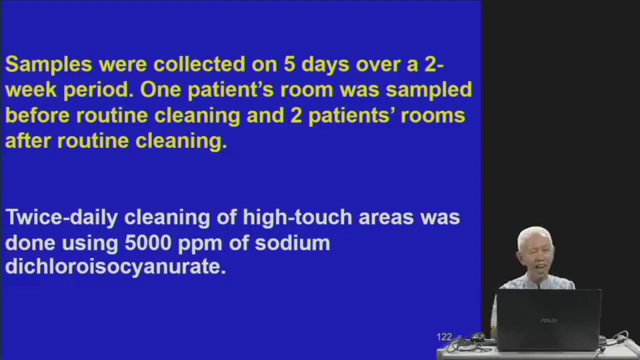 Samples were collected on 5 days over a 2-
week period. One patient's room was sampled
before routine cleaning and 2 patients' rooms
after routine cleaning.
Twice-daily cleaning of high-touch areas was
done using 5000 ppm of sodium
dichloroisocyanurate.
122
ASUS